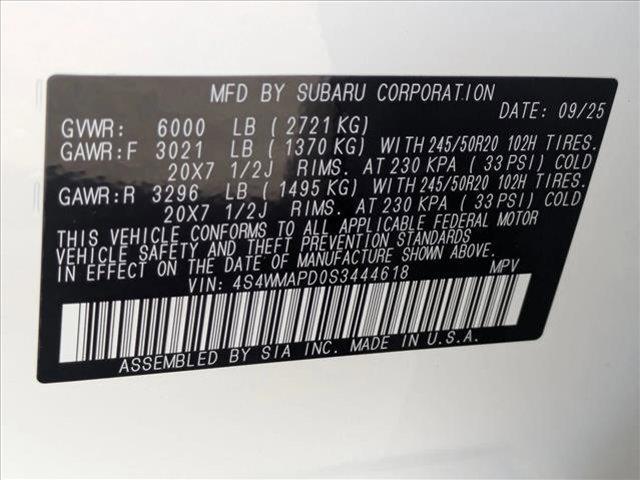 MFD BY SUBARU CORPORATION
DATE: 09/25
GVWR: 6000 LB ( 2721 KG)
GAWR:F 3021 LB ( 1370 KG) WITH 245/50R20 102H TIRES.
20X7 1/2J RIMS. AT 230 KPA ( 33 PSI) COLD
GAWR:R 3296 LB ( 1495 KG) WITH 245/50R20 102H TIRES.
20X7 1/2J RIMS. AT 230 KPA ( 33 PSI) COLD
THIS VEHICLE CONFORMS TO ALL APPLICABLE FEDERAL MOTOR
VEHICLE SAFETY AND THEFT PREVENTION STANDARDS
IN EFFECT ON THE DATE OF MANUFACTURE SHOWN ABOVE.
VIN: 4S4WMAPD0S3444618 MPV
ASSEMBLED BY SIA INC. MADE IN U.S.A.